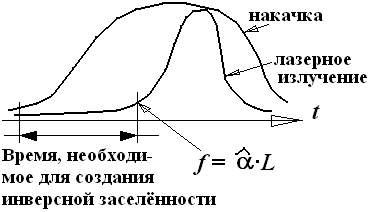 накачка
лазерное
излучение
t
Время, необходи-
мое для создания
инверсной заселённости
f = α̂·L